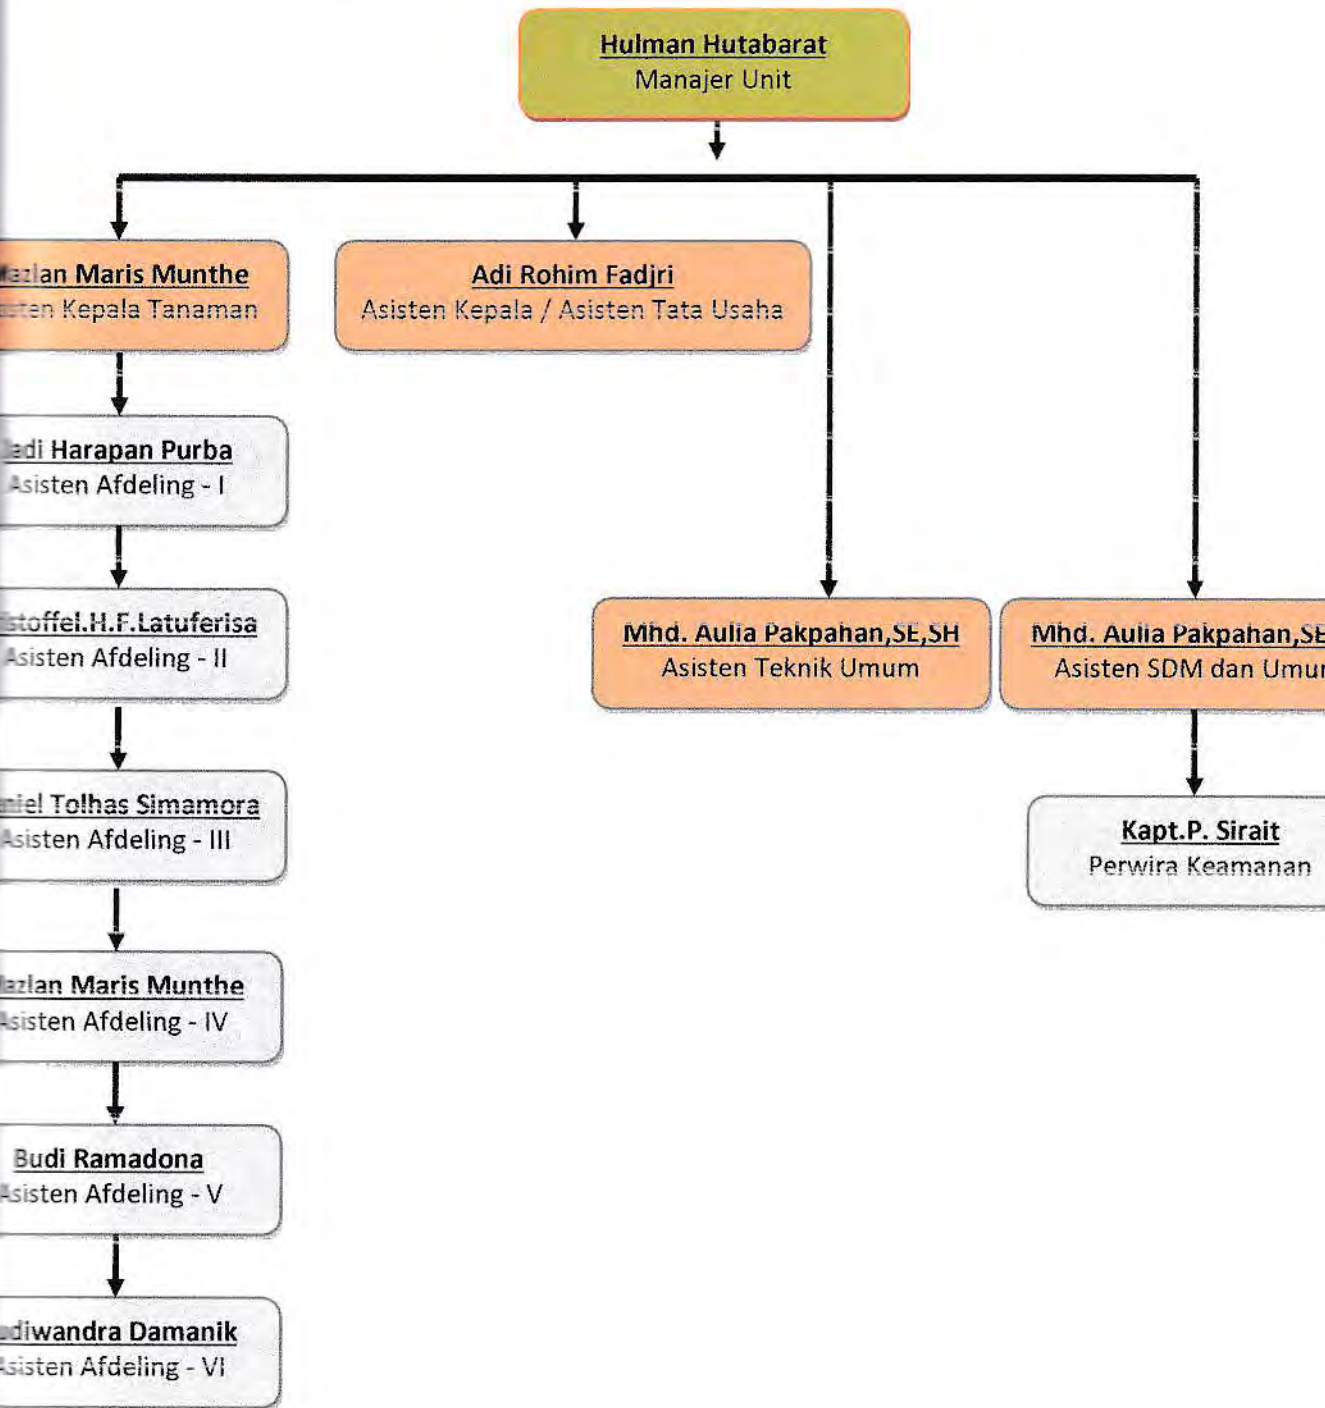 Hulman Hutabarat
Manajer Unit
Maris Munthe
Kepala Tanaman
Adi Rohim Fadjri
Asisten Kepala / Asisten Tata Usaha
Harapan Purba
Asisten Afdeling - I
H.F.Latuferisa
Asisten Afdeling - II
Mhd. Aulia Pakpahan,SE,SH
Asisten Teknik Umum
Mhd. Aulia Pakpahan,SE
Asisten SDM dan
Tolhas Simamora
Asisten Afdeling - III
Kapt.P. Sirait
Perwira Keamanan
Maris Munthe
Asisten Afdeling - IV
Budi Ramadona
Asisten Afdeling - V
Damanik
Asisten Afdeling - VI